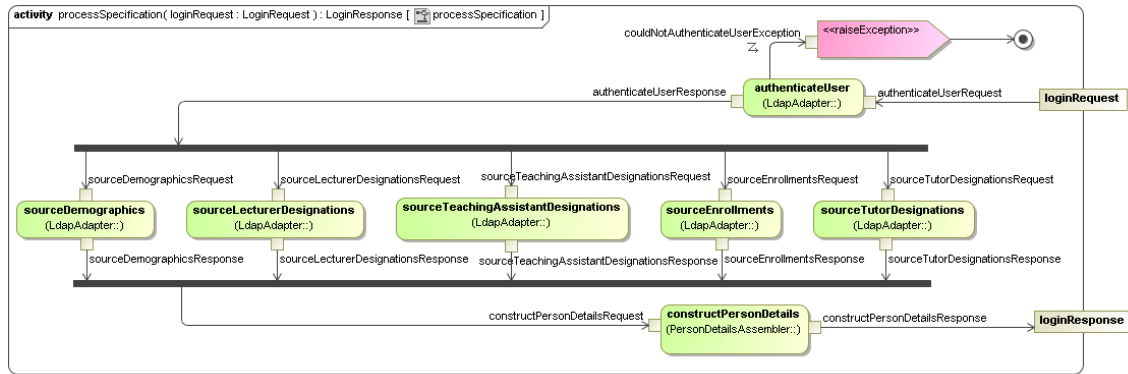 activity processSpecification( loginRequest : LoginRequest ) : LoginResponse [ processSpecification ]
couldNotAuthenticateUserException
<<raiseException>>
authenticateUserResponse
authenticateUser
(LdapAdapter::)
authenticateUserRequest
loginRequest
sourceDemographicsRequest
sourceLecturerDesignationsRequest
sourceTeachingAssistantDesignationsRequest
sourceEnrollmentsRequest
sourceTutorDesignationsRequest
sourceDemographics
(LdapAdapter::)
sourceLecturerDesignations
(LdapAdapter::)
sourceTeachingAssistantDesignations
(LdapAdapter::)
sourceEnrollments
(LdapAdapter::)
sourceTutorDesignations
(LdapAdapter::)
sourceDemographicsResponse
sourceLecturerDesignationsResponse
sourceTeachingAssistantDesignationsResponse
sourceEnrollmentsResponse
sourceTutorDesignationsResponse
constructPersonDetailsRequest
constructPersonDetails
(PersonDetailsAssembler::)
constructPersonDetailsResponse
loginResponse